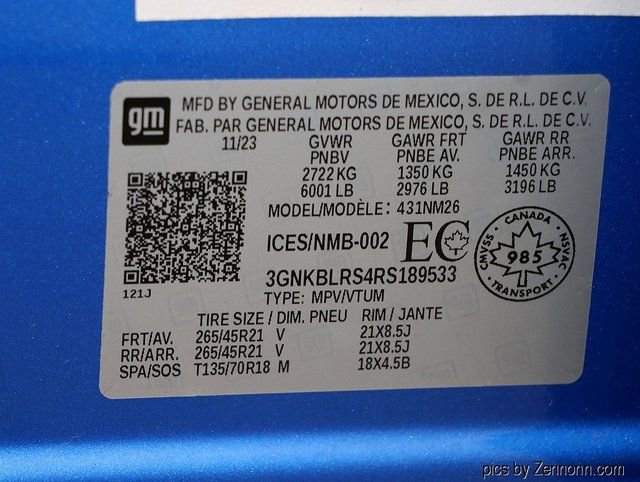 gm
MFD BY GENERAL MOTORS DE MEXICO, S. DE R.L. DE C.V.
FAB. PAR GENERAL MOTORS DE MEXICO, S. DE R.L. DE C.V.
11/23 GVWR GAWR FRT GAWR RR
PNBV PNBE AV. PNBE ARR.
2722 KG 1350 KG 1450 KG
6001 LB 2976 LB 3196 LB
MODEL/MODÈLE: 431NM26
ICES/NMB-002 EC
CANADA
CMVSS 985 NSVAC
TRANSPORT
3GNKBLRS4RS189533
121J
TYPE: MPV/VTUM
TIRE SIZE / DIM. PNEU RIM / JANTE
FRT/AV. 265/45R21 V 21X8.5J
RR/ARR. 265/45R21 V 21X8.5J
SPA/SOS T135/70R18 M 18X4.5B
pics by Zennonn.com